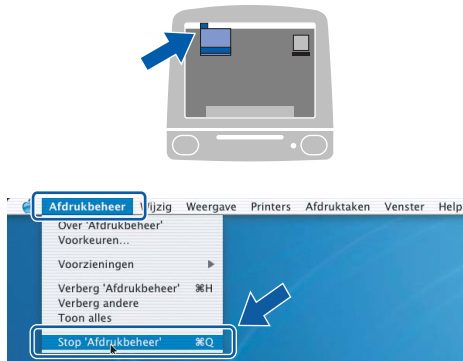 Afdrukbeheer Wijzig Weergave Printers Afdruktaken Venster Help
Over 'Afdrukbeheer'
Voorkeuren...
Voorzieningen ▶
Verberg 'Afdrukbeheer' ⌘H
Verberg andere
Toon alles
Stop 'Afdrukbeheer' ⌘Q